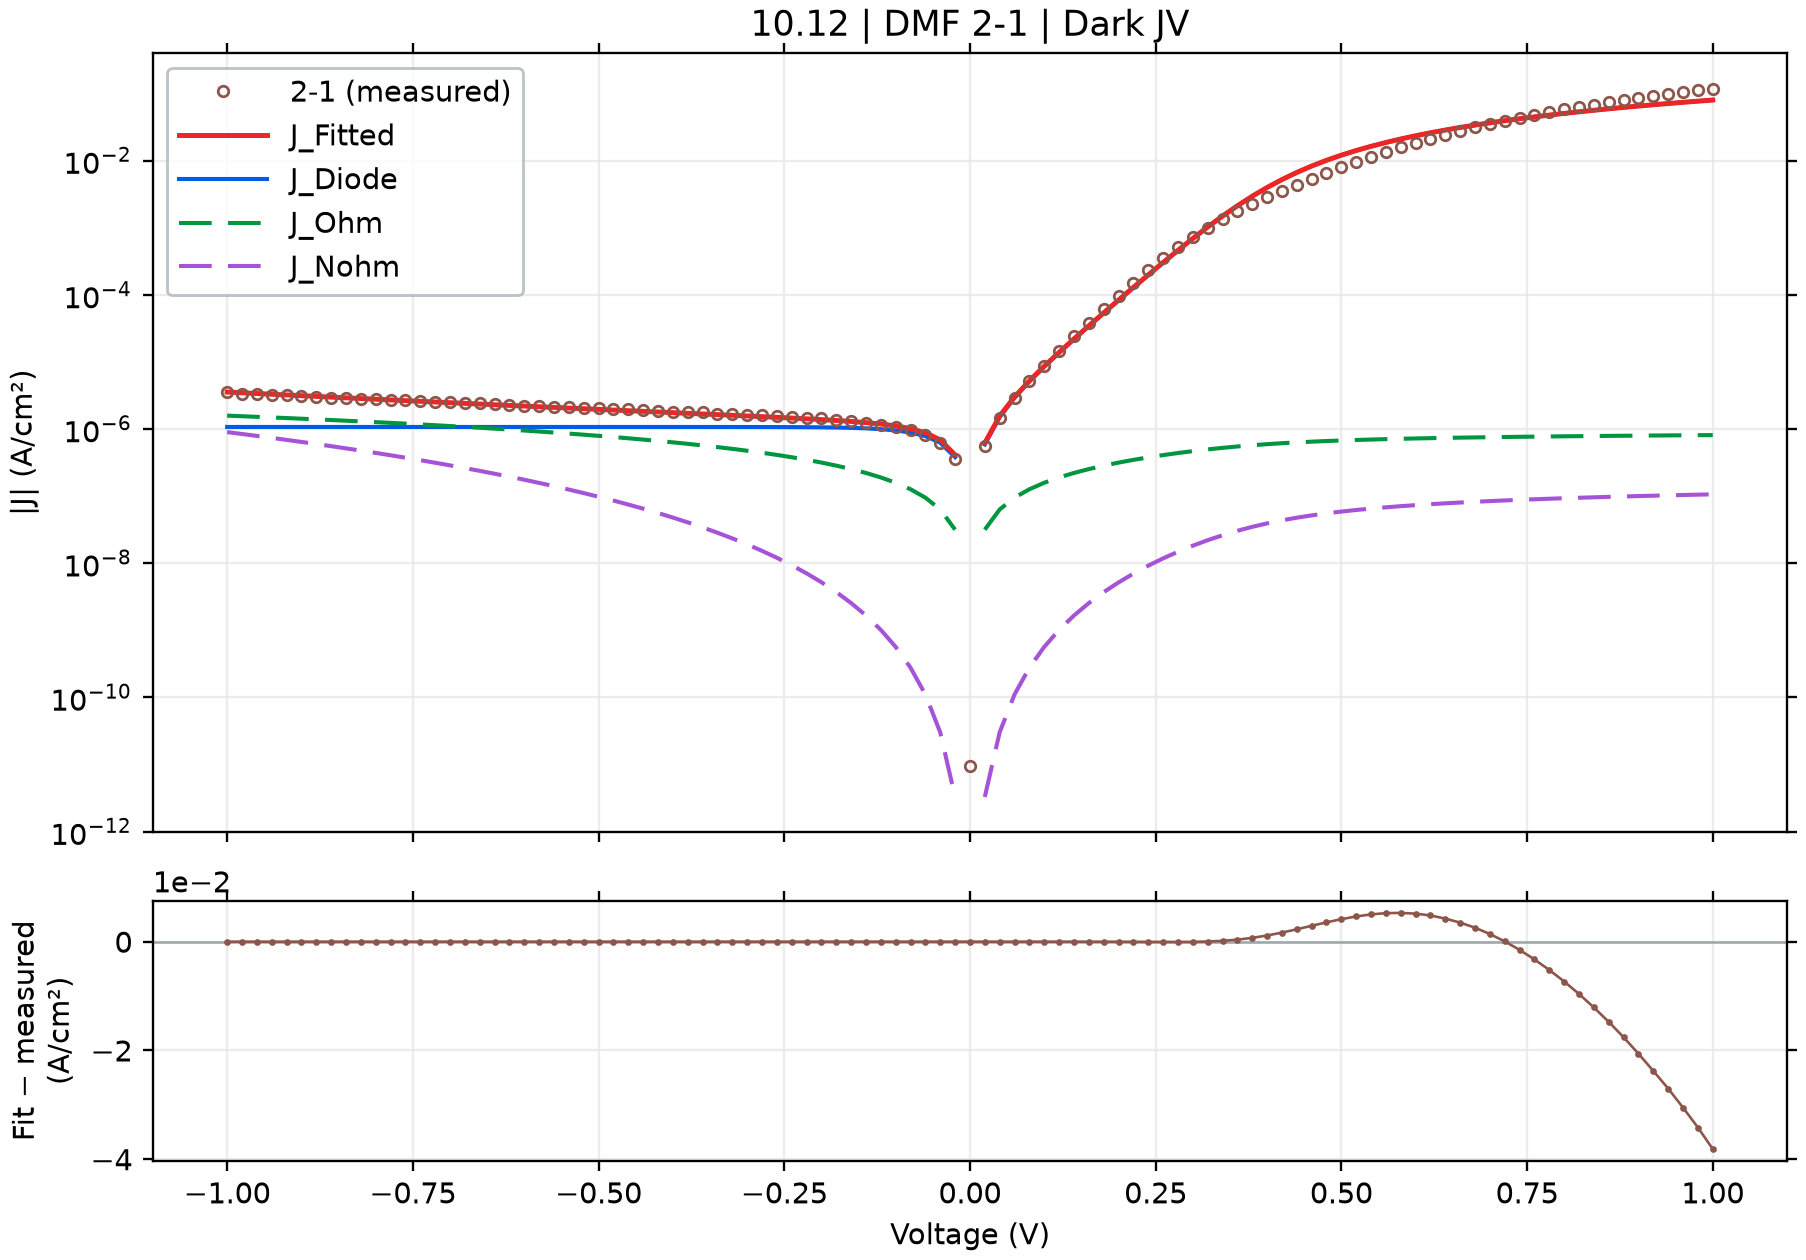 10.12 | DMF 2-1 | Dark JV
2-1 (measured)
J_Fitted
J_Diode
J_Ohm
J_Nohm
|J| (A/cm²)
10⁻²
10⁻⁴
10⁻⁶
10⁻⁸
10⁻¹⁰
10⁻¹²
1e−2
Fit − measured
(A/cm²)
0
−2
−4
−1.00 −0.75 −0.50 −0.25 0.00 0.25 0.50 0.75 1.00
Voltage (V)